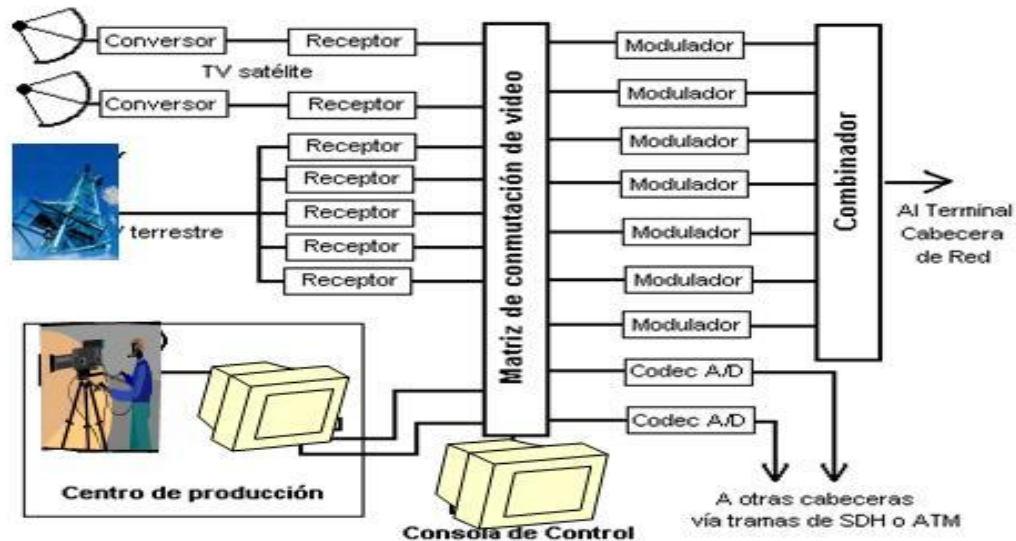 Conversor
Receptor
TV satélite
Conversor
Receptor
Receptor
Receptor
Receptor
terrestre
Receptor
Receptor
Centro de producción
Matriz de conmutación de video
Consola de Control
Modulador
Modulador
Modulador
Modulador
Modulador
Modulador
Modulador
Codec A/D
Codec A/D
Combinador
Al Terminal
Cabecera
de Red
A otras cabeceras
vía tramas de SDH o ATM